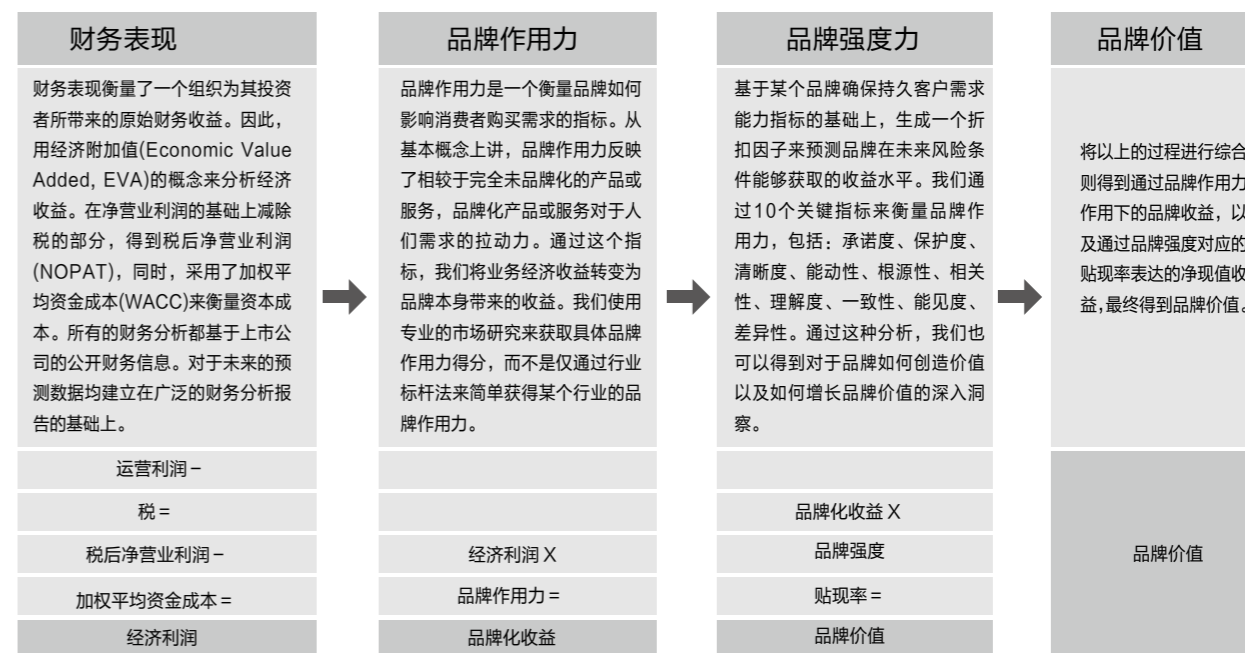 财务表现
财务表现衡量了一个组织为其投资
者所带来的原始财务收益。因此，
用经济附加值(Economic Value
Added, EVA)的概念来分析经济
收益。在净营业利润的基础上减除
税的部分，得到税后净营业利润
(NOPAT)，同时，采用了加权平
均资金成本(WACC)来衡量资本成
本。所有的财务分析都基于上市公
司的公开财务信息。对于未来的预
测数据均建立在广泛的财务分析报
告的基础上。
运营利润－
税＝
税后净营业利润－
加权平均资金成本＝
经济利润
品牌作用力
品牌作用力是一个衡量品牌如何
影响消费者购买需求的指标。从
基本概念上讲，品牌作用力反映
了相较于完全未品牌化的产品或
服务，品牌化产品或服务对于人
们需求的拉动力。通过这个指
标，我们将业务经济收益转变为
品牌本身带来的收益。我们使用
专业的市场研究来获取具体品牌
作用力得分，而不是仅通过行业
标杆法来简单获得某个行业的品
牌作用力。
经济利润 X
品牌作用力＝
品牌化收益
品牌强度力
基于某个品牌确保持久客户需求
能力指标的基础上，生成一个折
扣因子来预测品牌在未来风险条
件能够获取的收益水平。我们通
过10个关键指标来衡量品牌作
用力，包括：承诺度、保护度、
清晰度、能动性、根源性、相关
性、理解度、一致性、能见度、
差异性。通过这种分析，我们也
可以得到对于品牌如何创造价值
以及如何增长品牌价值的深入洞
察。
品牌化收益 X
品牌强度
贴现率＝
品牌价值
品牌价值
将以上的过程进行综合
则得到通过品牌作用力
作用下的品牌收益，以
及通过品牌强度对应的
贴现率表达的净现值收
益,最终得到品牌价值。
品牌价值